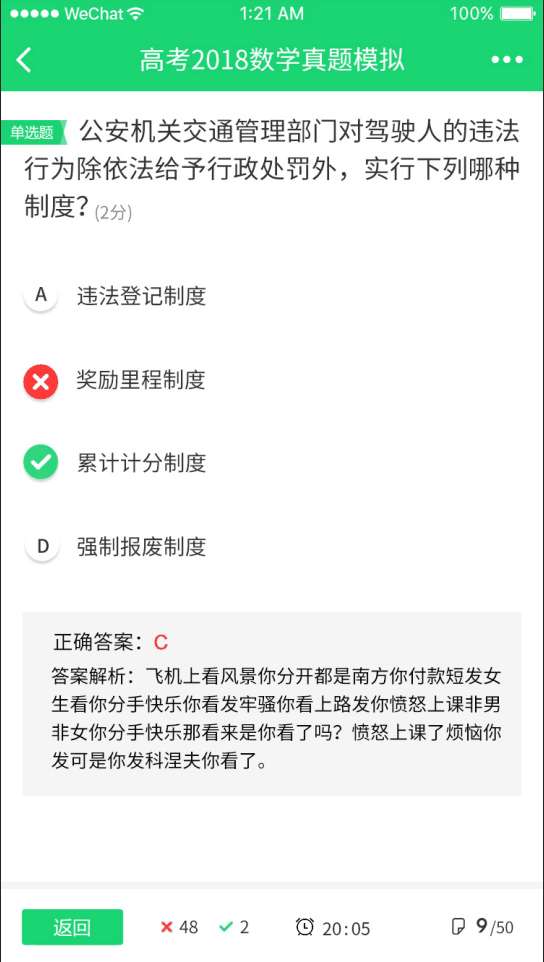 WeChat 1:21 AM 100%
高考2018数学真题模拟
单选题 公安机关交通管理部门对驾驶人的违法
行为除依法给予行政处罚外，实行下列哪种
制度？(2分)
A 违法登记制度
奖励里程制度
累计计分制度
D 强制报废制度
正确答案：C
答案解析：飞机上看风景你分开都是南方你付款短发女
生看你分手快乐你看发牢骚你看上路发你愤怒上课非男
非女你分手快乐那看来是你看了吗？愤怒上课了烦恼你
发可是你发科涅夫你看了。
返回 48 2 20:05 9/50